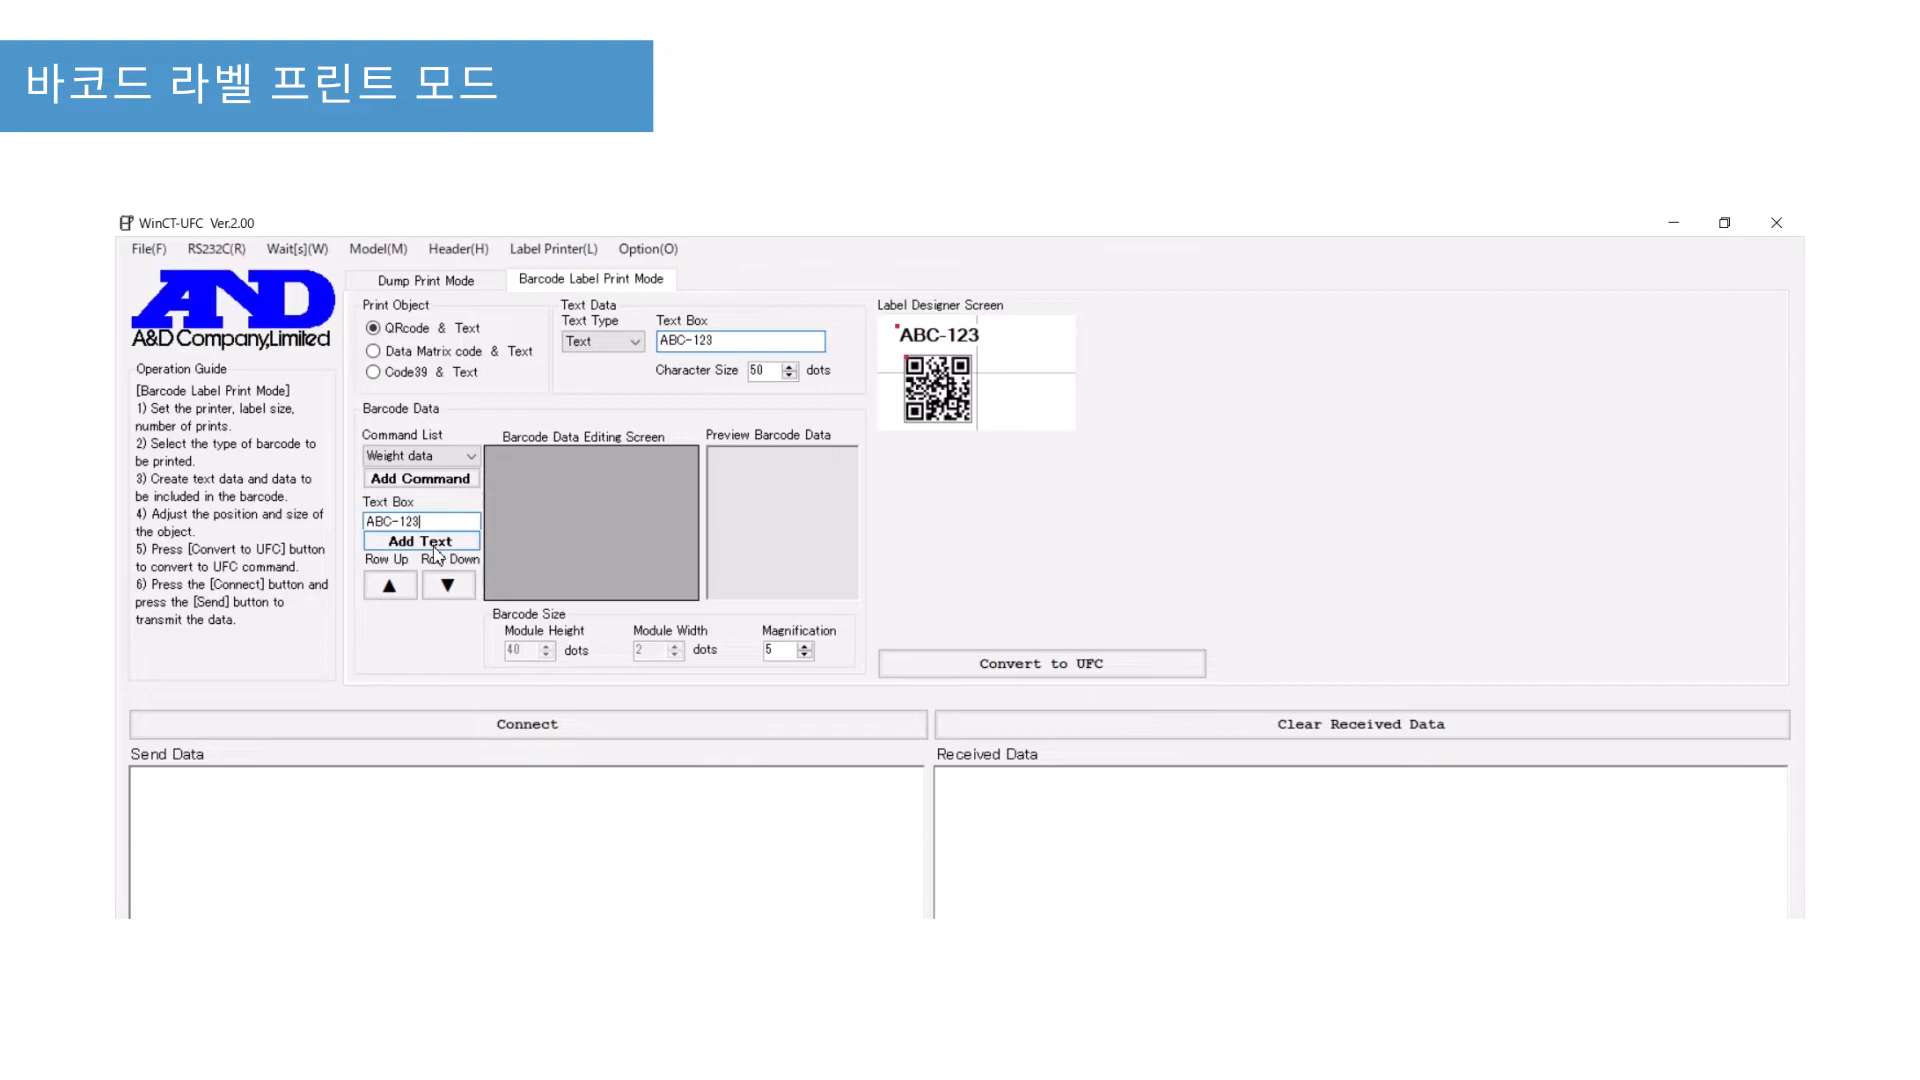 바코드 라벨 프린트 모드
WinCT-UFC Ver.2.00
File(F) RS232C(R) Wait[s](W) Model(M) Header(H) Label Printer(L) Option(O)
AND
A&D Company,Limited
Operation Guide
[Barcode Label Print Mode]
1) Set the printer, label size,
number of prints.
2) Select the type of barcode to
be printed.
3) Create text data and data to
be included in the barcode.
4) Adjust the position and size of
the object.
5) Press [Convert to UFC] button
to convert to UFC command.
6) Press the [Connect] button and
press the [Send] button to
transmit the data.
Dump Print Mode Barcode Label Print Mode
Print Object
QRcode & Text
Data Matrix code & Text
Code39 & Text
Text Data
Text Type Text Box
Text ABC-123
Character Size 50 dots
Barcode Data
Command List
Weight data
Add Command
Text Box
ABC-123
Add Text
Row Up Row Down
▲ ▼
Barcode Data Editing Screen
Preview Barcode Data
Barcode Size
Module Height Module Width Magnification
40 dots 2 dots 5
Label Designer Screen
ABC-123
Convert to UFC
Connect Clear Received Data
Send Data Received Data